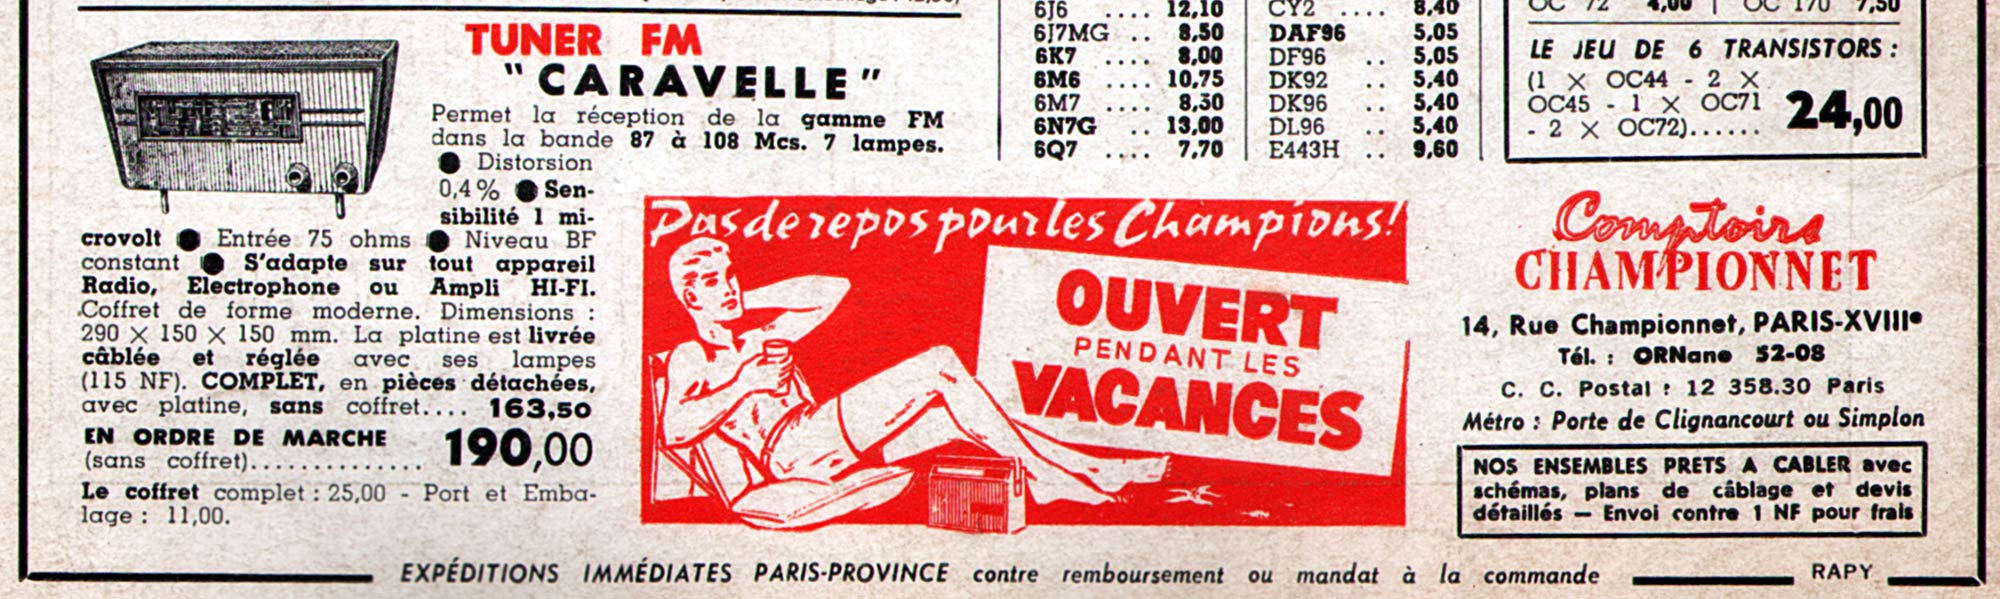 TUNER FM
"CARAVELLE"
Permet la réception de la gamme FM
dans la bande 87 à 108 Mcs. 7 lampes.
● Distorsion
0,4 % ● Sen-
sibilité 1 mi-
crovolt ● Entrée 75 ohms ● Niveau BF
constant ● S'adapte sur tout appareil
Radio, Electrophone ou Ampli HI-FI.
Coffret de forme moderne. Dimensions :
290 × 150 × 150 mm. La platine est livrée
câblée et réglée avec ses lampes
(115 NF). COMPLET, en pièces détachées,
avec platine, sans coffret.... 163,50
EN ORDRE DE MARCHE
(sans coffret)............... 190,00
Le coffret complet : 25,00 - Port et Emba-
lage : 11,00.
6J6 .... 12,10
6J7MG .. 8,50
6K7 .... 8,00
6M6 .... 10,75
6M7 .... 8,30
6N7G .. 13,00
6Q7 .... 7,70
CY2 .... 8,40
DAF96 5,05
DF96 .. 5,05
DK92 .. 5,40
DK96 .. 5,40
DL96 .. 5,40
E443H .. 9,60
OC 72 4,00 | OC 170 7,50
LE JEU DE 6 TRANSISTORS :
(1 × OC44 - 2 ×
OC45 - 1 × OC71
- 2 × OC72)...... 24,00
Pas de repos pour les Champions!
OUVERT
PENDANT LES
VACANCES
Comptoirs
CHAMPIONNET
14, Rue Championnet, PARIS-XVIIIe
Tél. : ORNano 52-08
C. C. Postal : 12 358.30 Paris
Métro : Porte de Clignancourt ou Simplon
NOS ENSEMBLES PRETS A CABLER avec
schémas, plans de câblage et devis
détaillés — Envoi contre 1 NF pour frais
EXPÉDITIONS IMMÉDIATES PARIS-PROVINCE contre remboursement ou mandat à la commande
RAPY